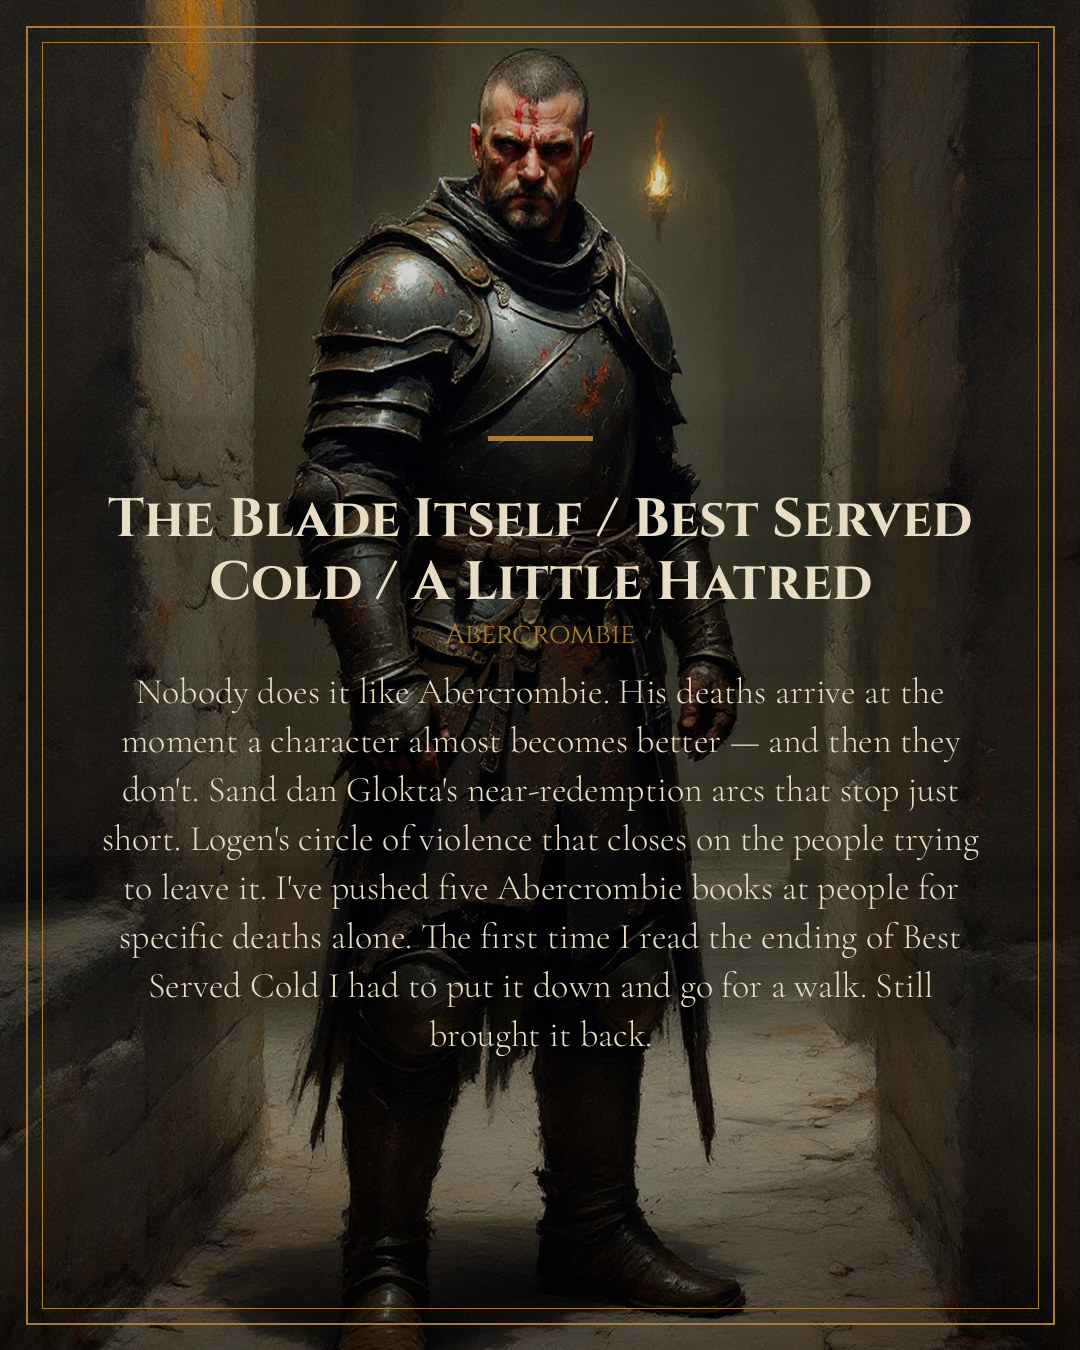 The Blade Itself / Best Served
Cold / A Little Hatred
Abercrombie
Nobody does it like Abercrombie. His deaths arrive at the
moment a character almost becomes better — and then they
don't. Sand dan Glokta's near-redemption arcs that stop just
short. Logen's circle of violence that closes on the people trying
to leave it. I've pushed five Abercrombie books at people for
specific deaths alone. The first time I read the ending of Best
Served Cold I had to put it down and go for a walk. Still
brought it back.